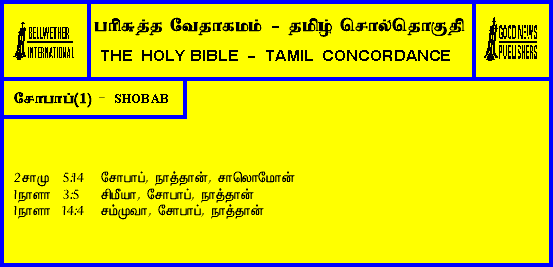 BELLWETHER
INTERNATIONAL
பரிசுத்த வேதாகமம் - தமிழ் சொல்தொகுதி
THE HOLY BIBLE - TAMIL CONCORDANCE
GOOD NEWS
PUBLISHERS
சோபாப்(1) - SHOBAB
2சாமு 5:14 சோபாப், நாத்தான், சாலொமோன்
1நாளா 3:5 சிமீயா, சோபாப், நாத்தான்
1நாளா 14:4 சம்முவா, சோபாப், நாத்தான்